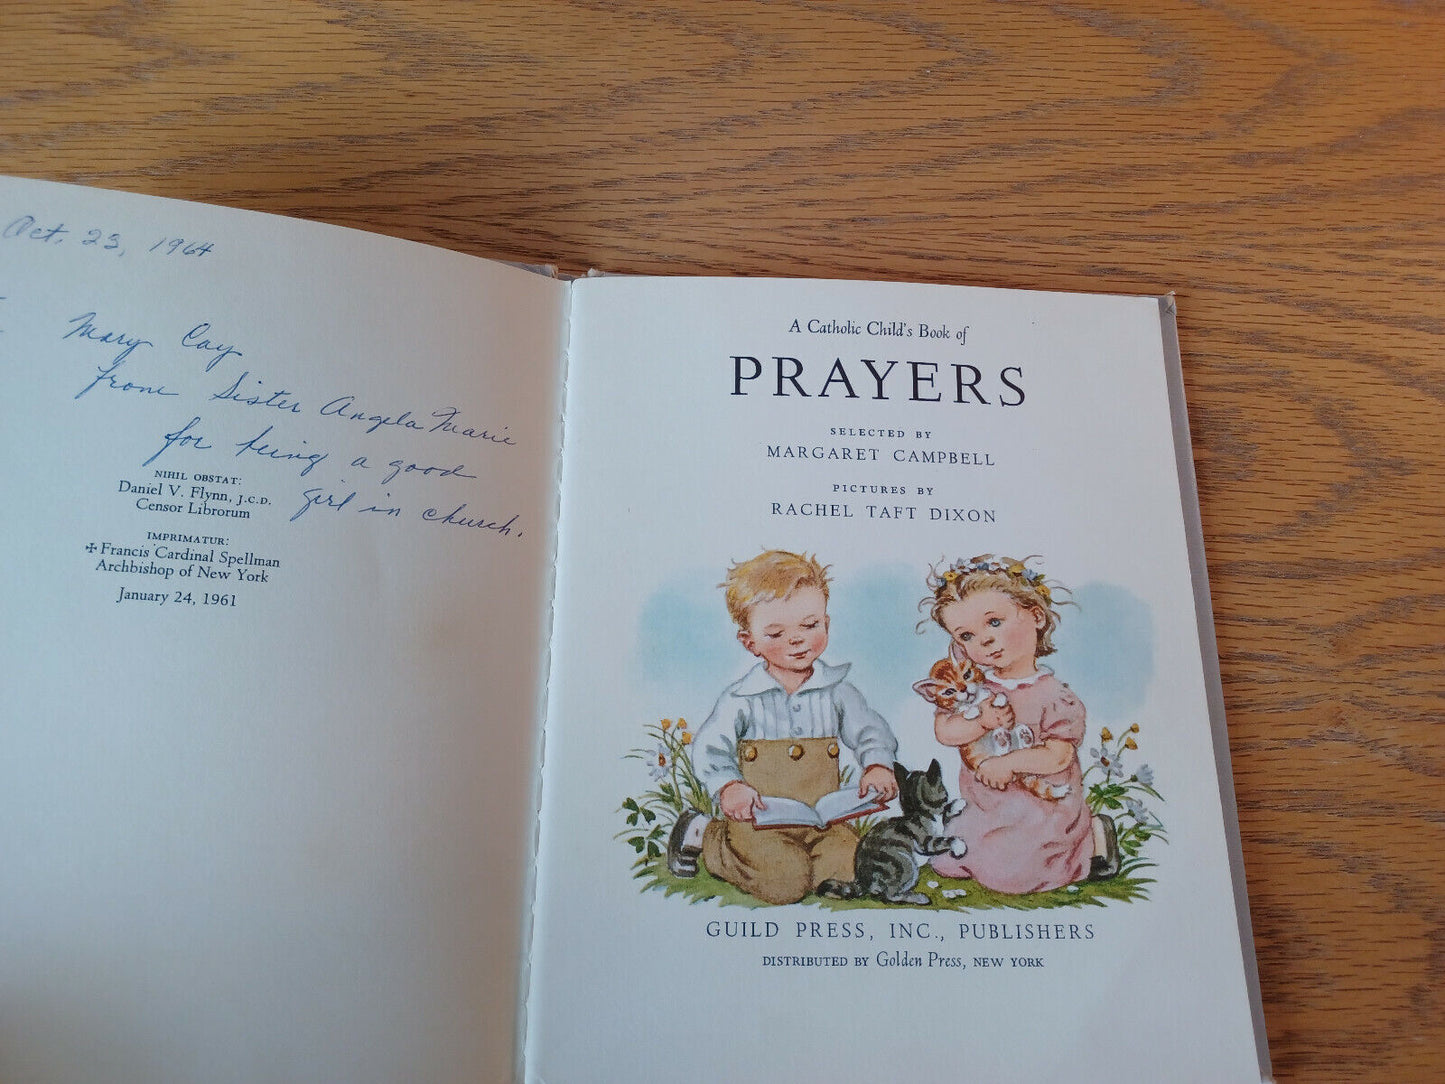 Oct. 23, 1964
Mary Cay
from Sister Angela Marie
for being a good
girl in church.
NIHIL OBSTAT:
Daniel V. Flynn, J.C.D.
Censor Librorum
IMPRIMATUR:
✠ Francis Cardinal Spellman
Archbishop of New York
January 24, 1961
A Catholic Child's Book of
PRAYERS
SELECTED BY
MARGARET CAMPBELL
PICTURES BY
RACHEL TAFT DIXON
GUILD PRESS, INC., PUBLISHERS
DISTRIBUTED BY Golden Press, NEW YORK